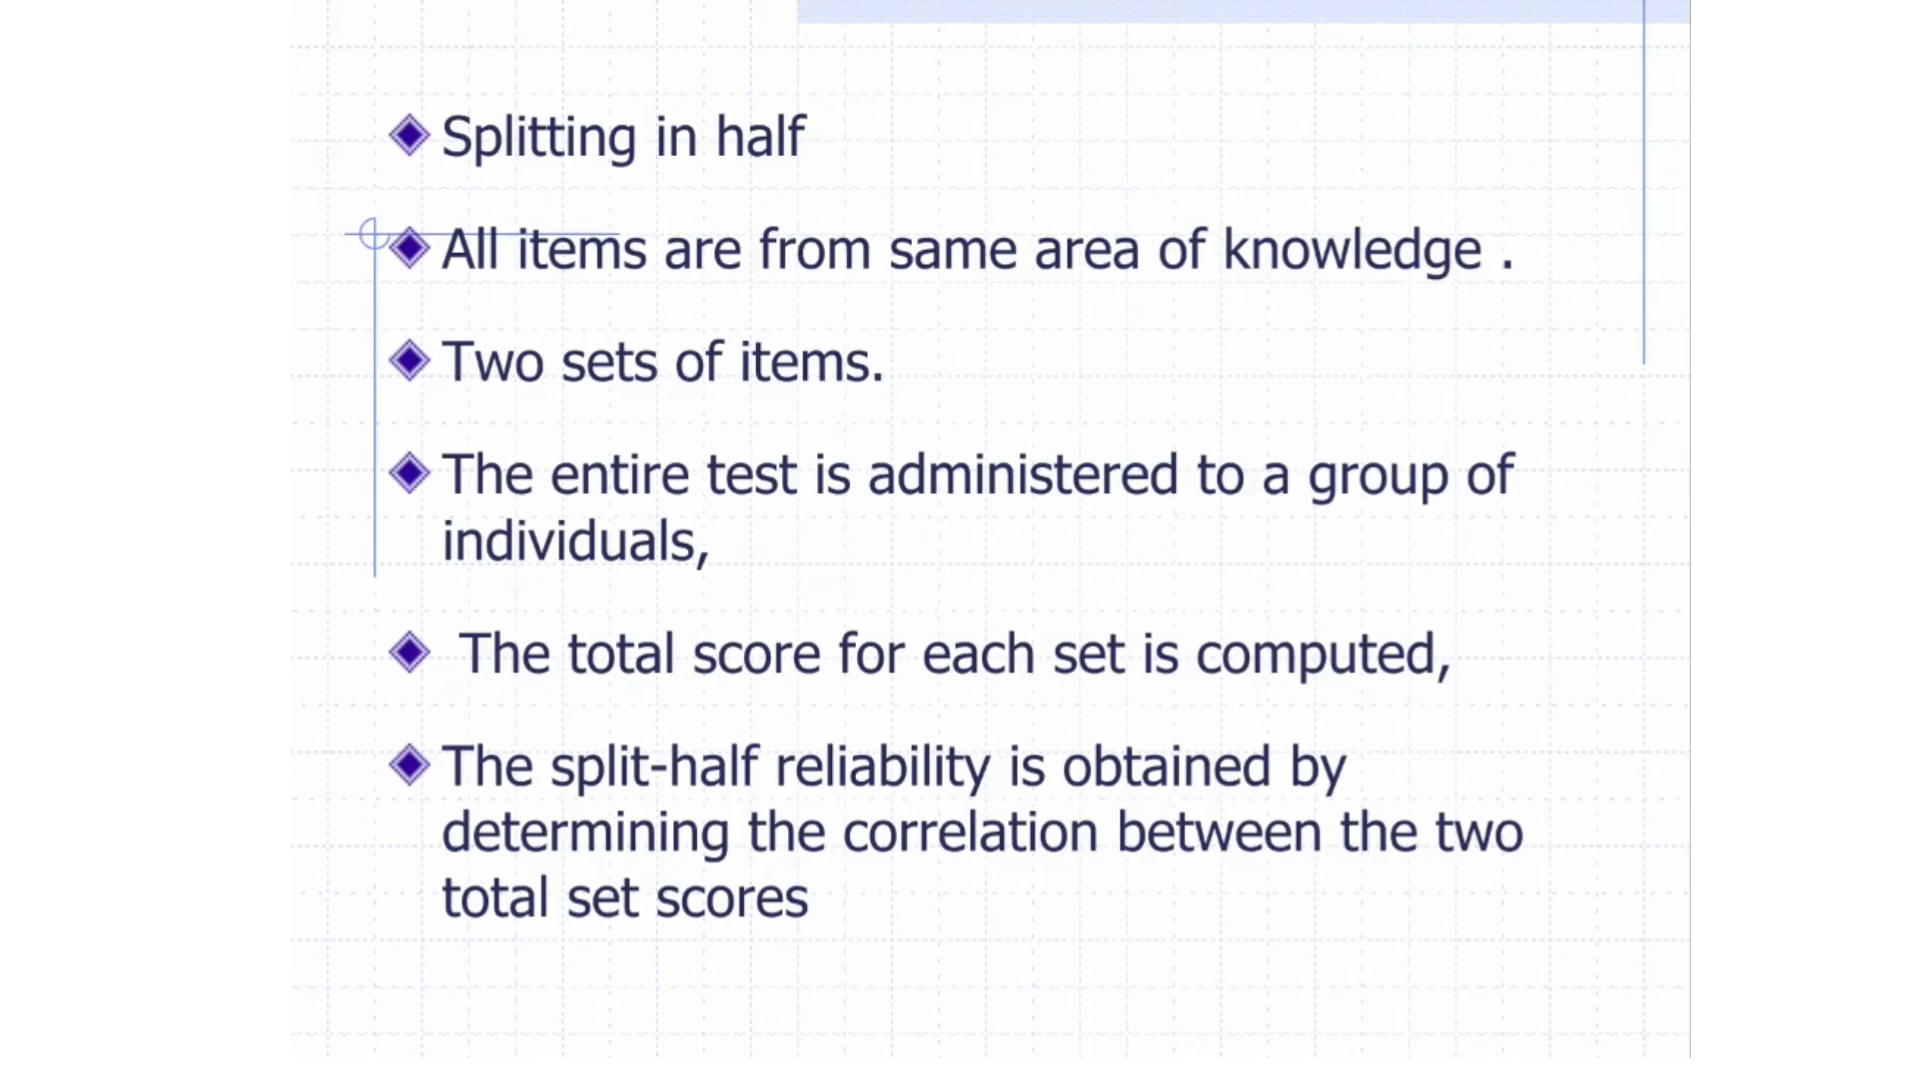 Splitting in half
All items are from same area of knowledge .
Two sets of items.
The entire test is administered to a group of
individuals,
The total score for each set is computed,
The split-half reliability is obtained by
determining the correlation between the two
total set scores